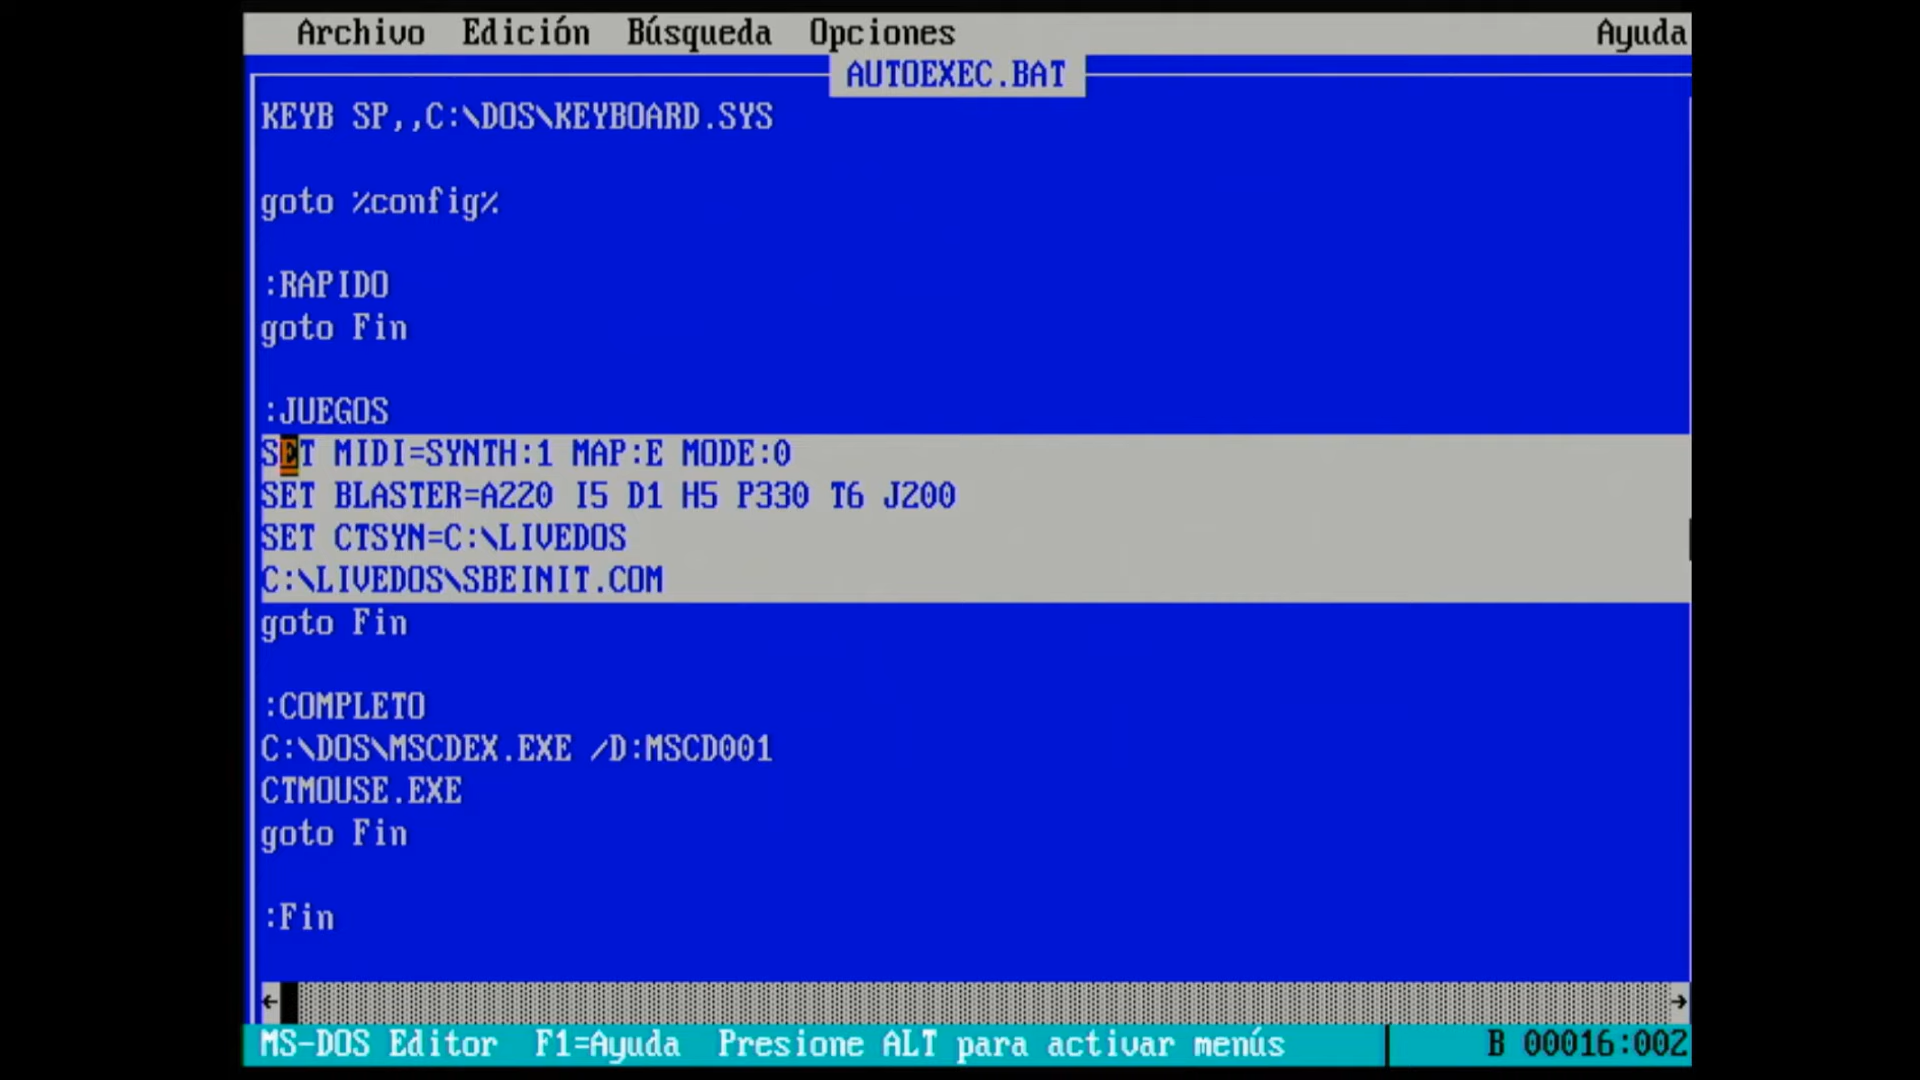 Archivo Edición Búsqueda Opciones Ayuda
AUTOEXEC.BAT
KEYB SP,,C:\DOS\KEYBOARD.SYS
goto %config%
:RAPIDO
goto Fin
:JUEGOS
SET MIDI=SYNTH:1 MAP:E MODE:0
SET BLASTER=A220 I5 D1 H5 P330 T6 J200
SET CTSYN=C:\LIVEDOS
C:\LIVEDOS\SBEINIT.COM
goto Fin
:COMPLETO
C:\DOS\MSCDEX.EXE /D:MSCD001
CTMOUSE.EXE
goto Fin
:Fin
MS-DOS Editor F1=Ayuda Presione ALT para activar menús B 00016:002